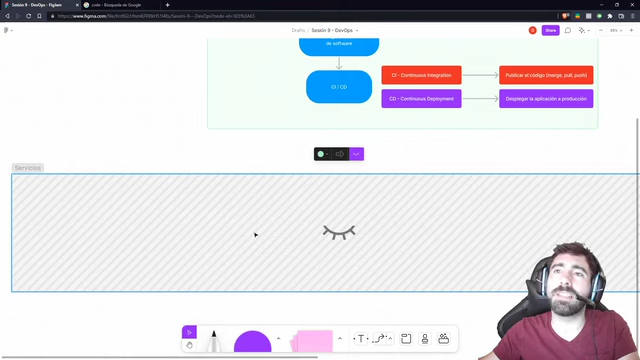 Sesión 9 - DevOps - FigJam
code - Búsqueda de Google
Drafts / Sesión 9 - DevOps
Share
de software
CI / CD
CI - Continuous Integration
Publicar el código (merge, pull, push)
CD - Continuous Deployment
Desplegar la aplicación a producción
Servicios
T